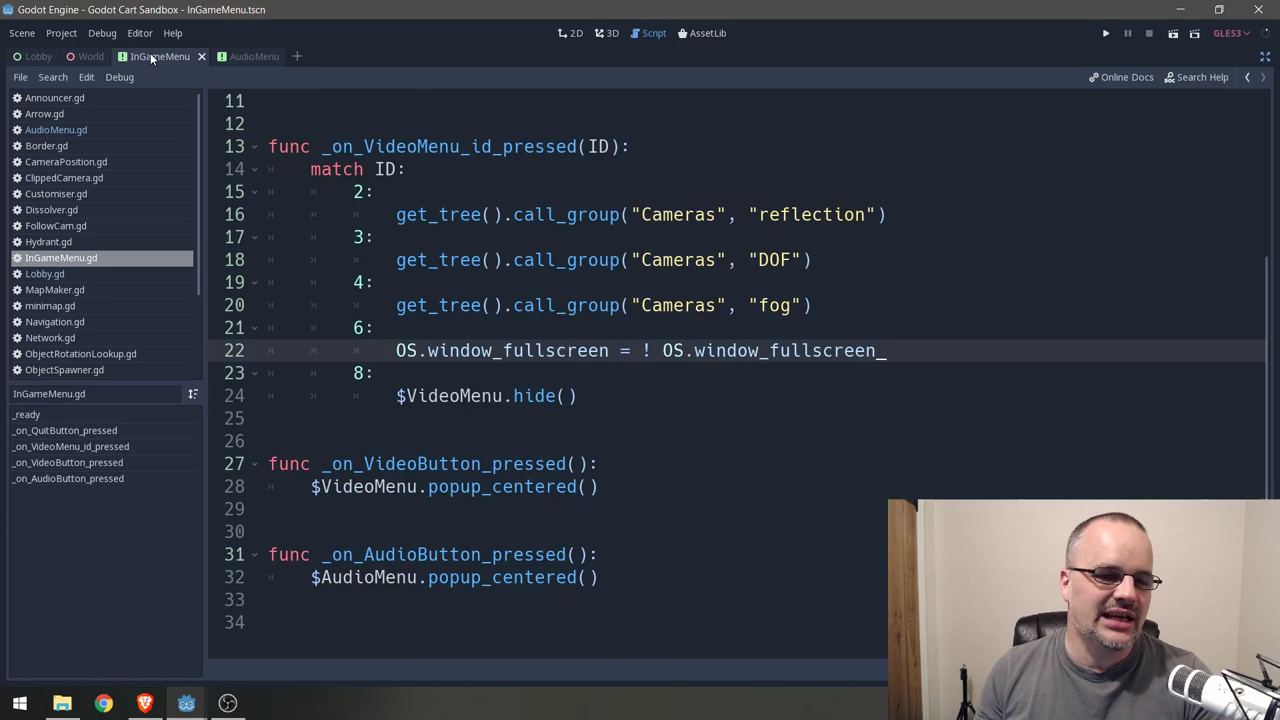 Godot Engine - Godot Cart Sandbox - InGameMenu.tscn
Scene Project Debug Editor Help
2D 3D Script AssetLib
GLES3
Lobby World InGameMenu AudioMenu
File Search Edit Debug
Online Docs Search Help
Announcer.gd
Arrow.gd
AudioMenu.gd
Border.gd
CameraPosition.gd
ClippedCamera.gd
Customiser.gd
Dissolver.gd
FollowCam.gd
Hydrant.gd
InGameMenu.gd
Lobby.gd
MapMaker.gd
minimap.gd
Navigation.gd
Network.gd
ObjectRotationLookup.gd
ObjectSpawner.gd
InGameMenu.gd
_ready
_on_QuitButton_pressed
_on_VideoMenu_id_pressed
_on_VideoButton_pressed
_on_AudioButton_pressed
11
12
13 func _on_VideoMenu_id_pressed(ID):
14 match ID:
15 2:
16 get_tree().call_group("Cameras", "reflection")
17 3:
18 get_tree().call_group("Cameras", "DOF")
19 4:
20 get_tree().call_group("Cameras", "fog")
21 6:
22 OS.window_fullscreen = ! OS.window_fullscreen_
23 8:
24 $VideoMenu.hide()
25
26
27 func _on_VideoButton_pressed():
28 $VideoMenu.popup_centered()
29
30
31 func _on_AudioButton_pressed():
32 $AudioMenu.popup_centered()
33
34